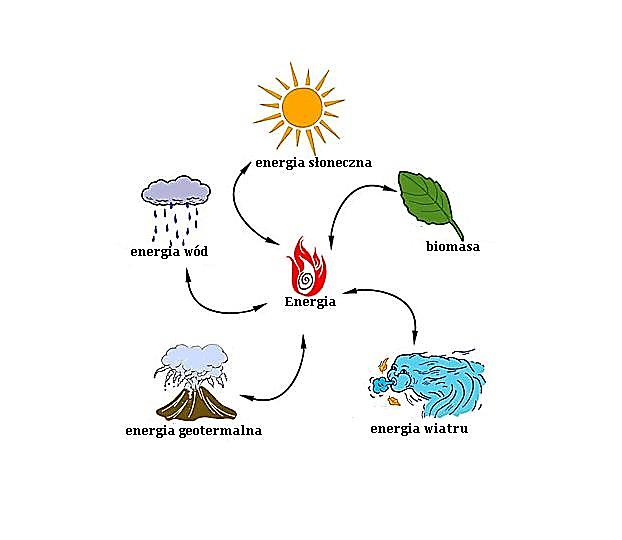 energia słoneczna
energia wód
biomasa
Energia
energia geotermalna
energia wiatru